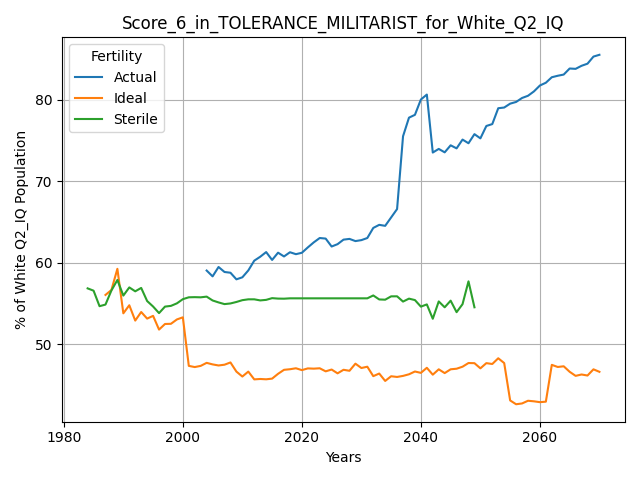 Score_6_in_TOLERANCE_MILITARIST_for_White_Q2_IQ
Fertility
Actual
Ideal
Sterile
% of White Q2_IQ Population
80
70
60
50
1980
2000
2020
2040
2060
Years